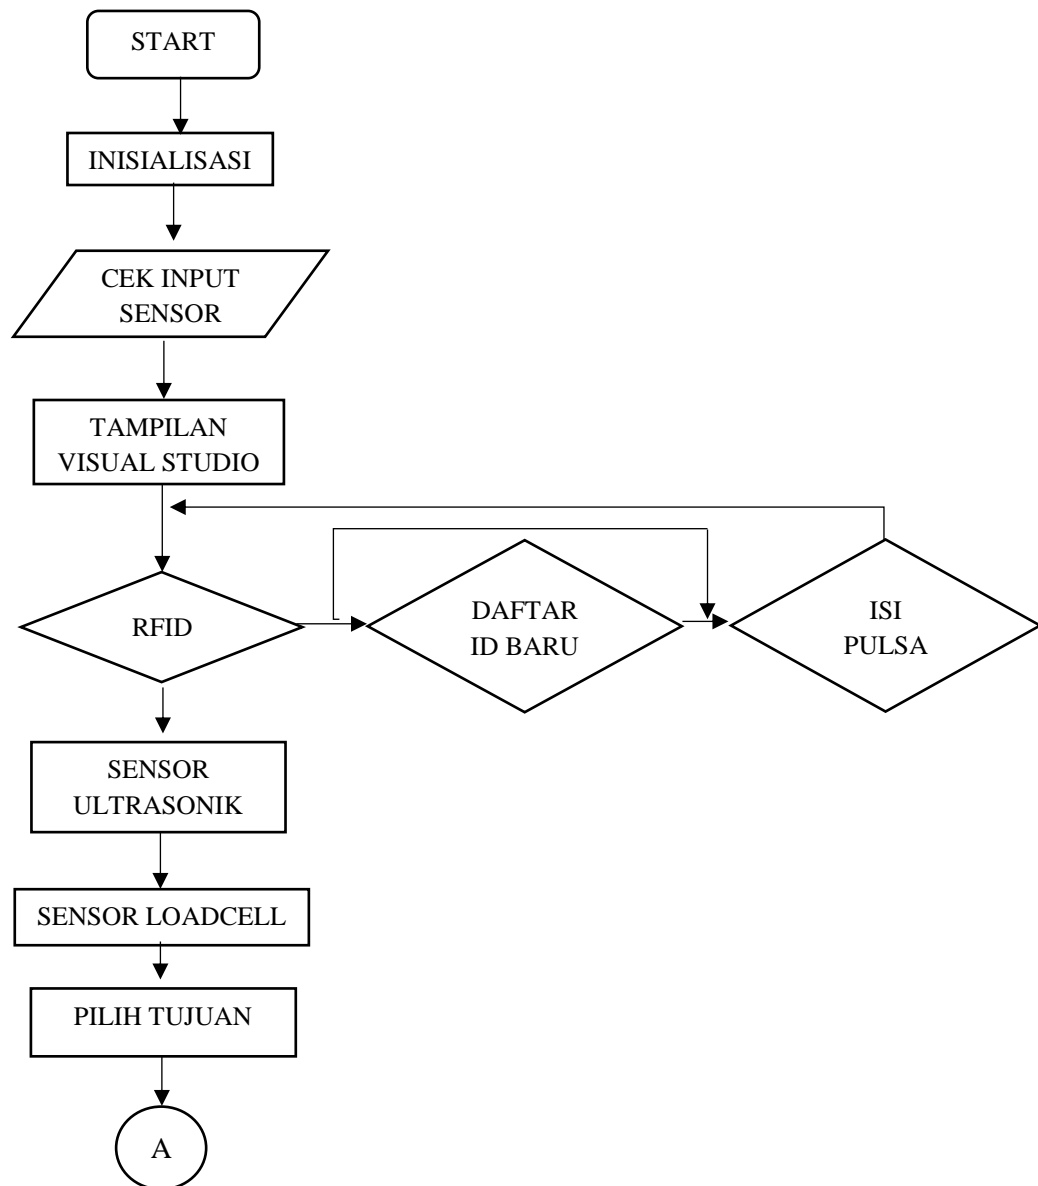 START
INISIALISASI
CEK INPUT
SENSOR
TAMPILAN
VISUAL STUDIO
RFID
DAFTAR
ID BARU
ISI
PULSA
SENSOR
ULTRASONIK
SENSOR LOADCELL
PILIH TUJUAN
A